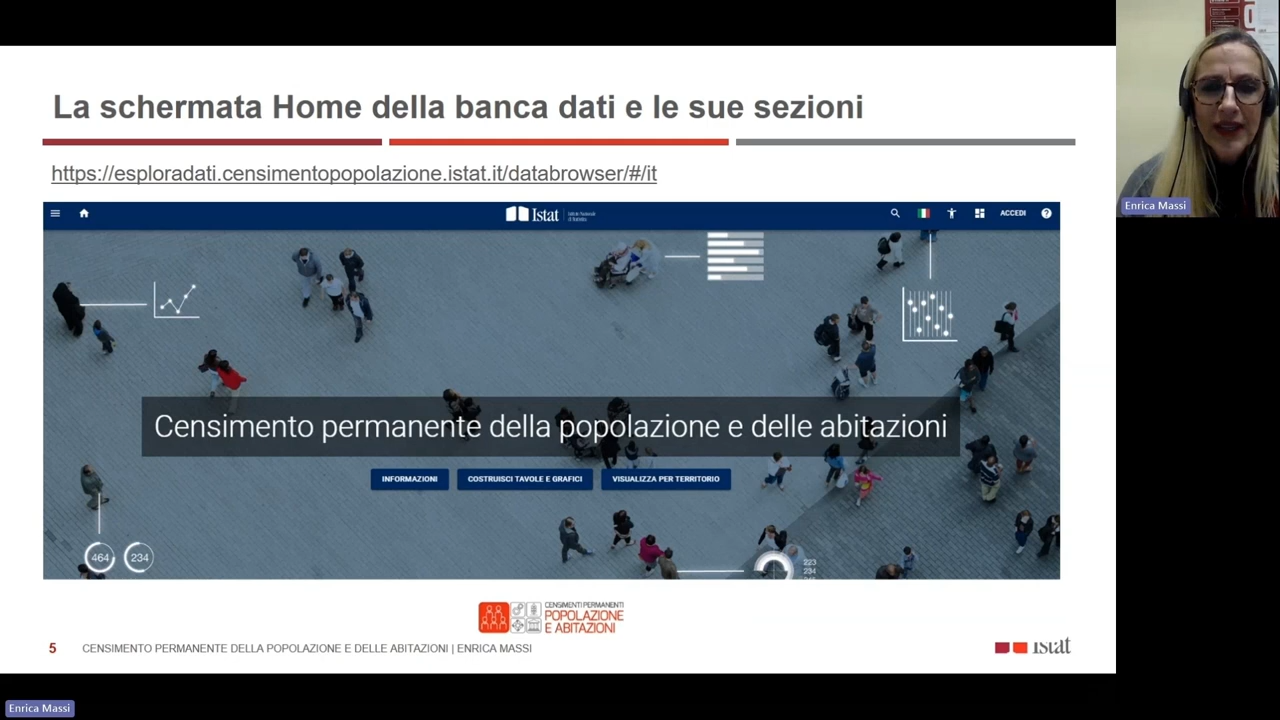 La schermata Home della banca dati e le sue sezioni
https://esploradati.censimentopopolazione.istat.it/databrowser/#/it
Istat
ACCEDI
Censimento permanente della popolazione e delle abitazioni
INFORMAZIONI
COSTRUISCI TAVOLE E GRAFICI
VISUALIZZA PER TERRITORIO
464
234
223
234
CENSIMENTI PERMANENTI
POPOLAZIONE
E ABITAZIONI
5
CENSIMENTO PERMANENTE DELLA POPOLAZIONE E DELLE ABITAZIONI | ENRICA MASSI
Istat
Enrica Massi
Enrica Massi